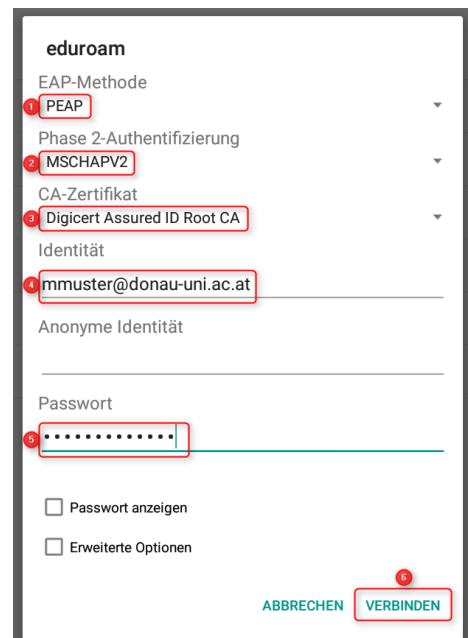 eduroam
EAP-Methode
1 PEAP
Phase 2-Authentifizierung
2 MSCHAPV2
CA-Zertifikat
3 Digicert Assured ID Root CA
Identität
4 mmuster@donau-uni.ac.at
Anonyme Identität
Passwort
5 •••••••••••••
Passwort anzeigen
Erweiterte Optionen
6
ABBRECHEN VERBINDEN